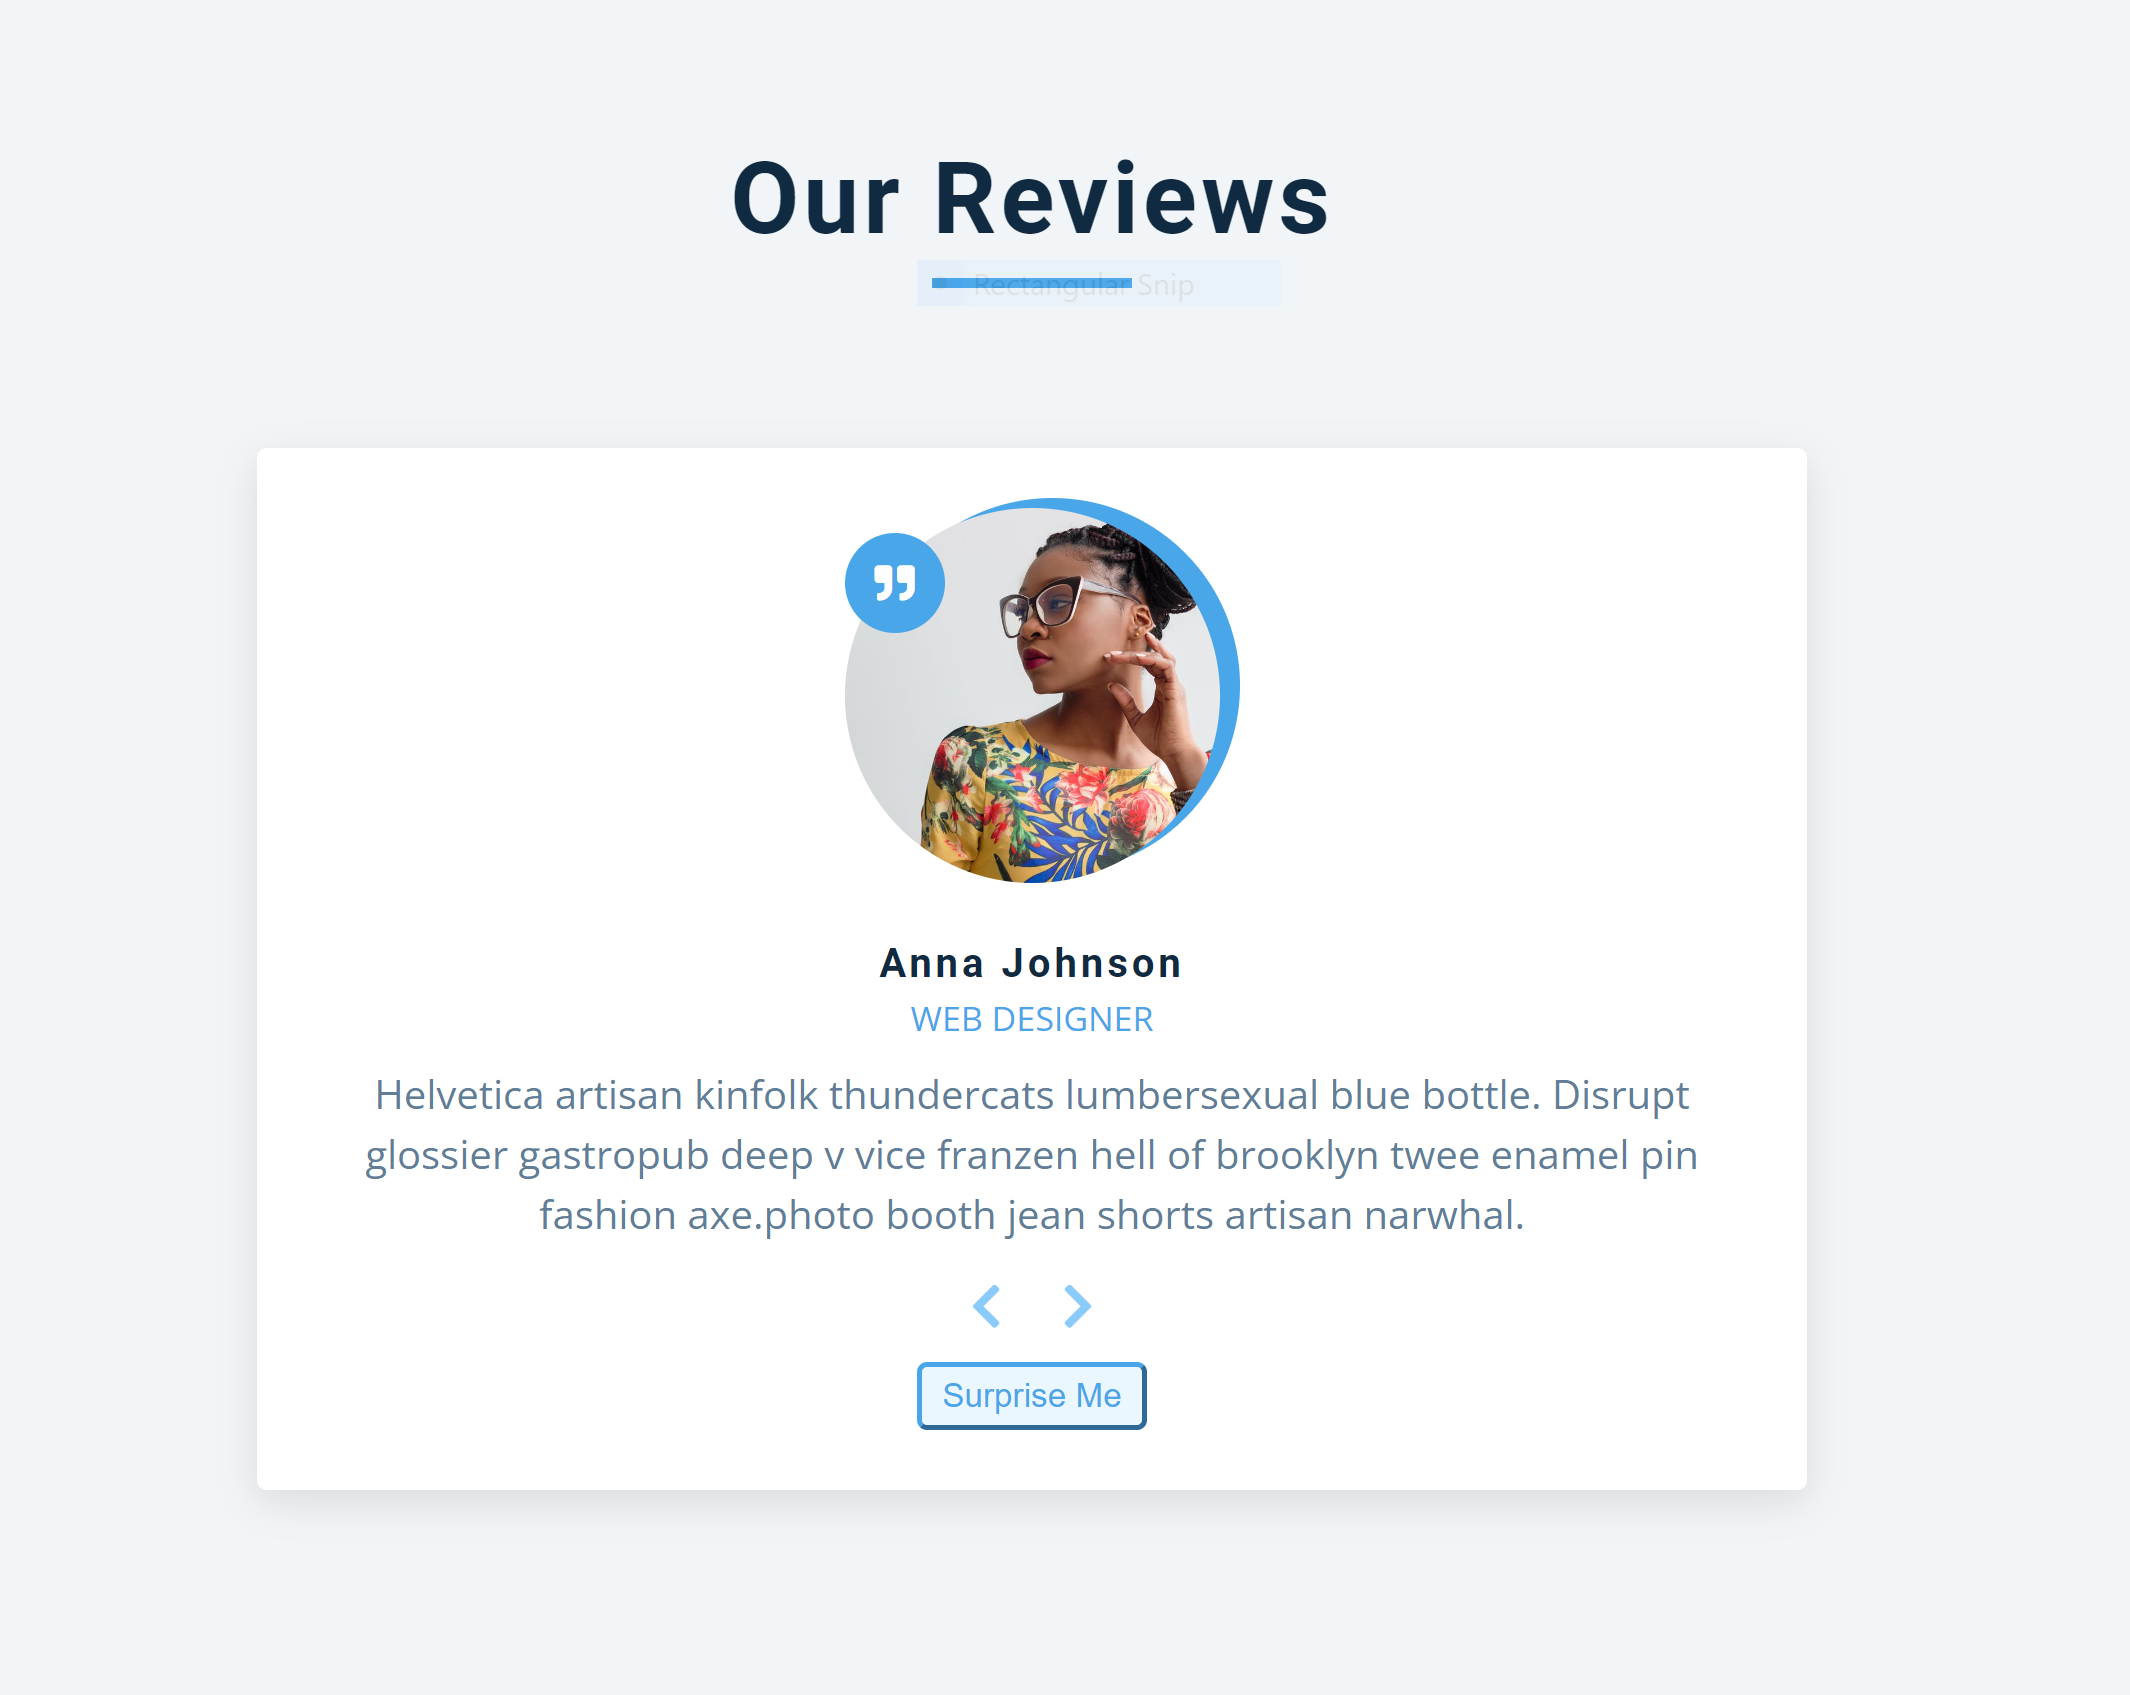 Our Reviews
Rectangular Snip
Anna Johnson
WEB DESIGNER
Helvetica artisan kinfolk thundercats lumbersexual blue bottle. Disrupt
glossier gastropub deep v vice franzen hell of brooklyn twee enamel pin
fashion axe.photo booth jean shorts artisan narwhal.
Surprise Me